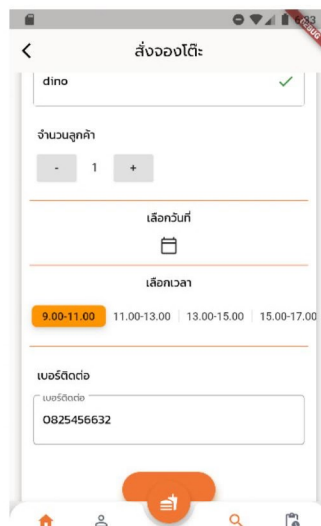 6:33
สั่งจองโต๊ะ
dino
จำนวนลูกค้า
- 1 +
เลือกวันที่
เลือกเวลา
9.00-11.00 11.00-13.00 13.00-15.00 15.00-17.00
เบอร์ติดต่อ
เบอร์ติดต่อ
0825456632